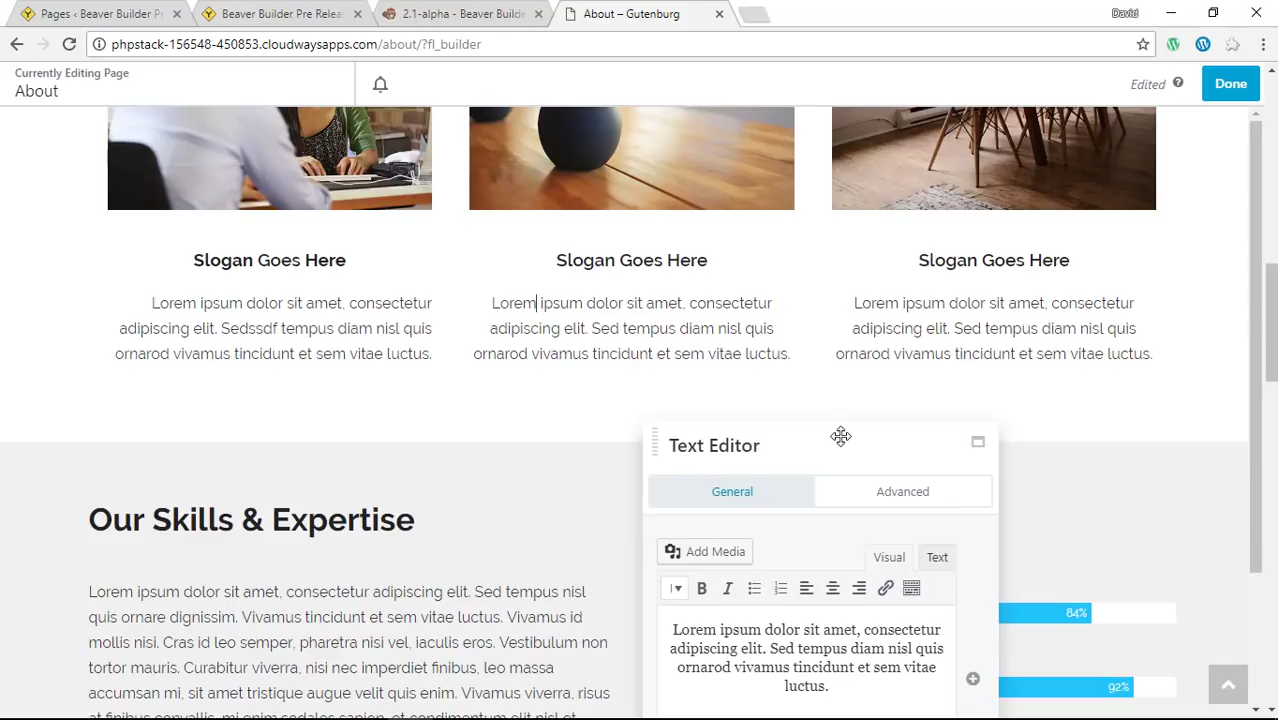 Pages ‹ Beaver Builder P
Beaver Builder Pre Relea
2.1-alpha - Beaver Builde
About – Gutenburg
David
phpstack-156548-450853.cloudwaysapps.com/about/?fl_builder
Currently Editing Page
About
Edited
Done
Slogan Goes Here
Slogan Goes Here
Slogan Goes Here
Lorem ipsum dolor sit amet, consectetur
adipiscing elit. Sedssdf tempus diam nisl quis
ornarod vivamus tincidunt et sem vitae luctus.
Lorem ipsum dolor sit amet, consectetur
adipiscing elit. Sed tempus diam nisl quis
ornarod vivamus tincidunt et sem vitae luctus.
Lorem ipsum dolor sit amet, consectetur
adipiscing elit. Sed tempus diam nisl quis
ornarod vivamus tincidunt et sem vitae luctus.
Our Skills & Expertise
Lorem ipsum dolor sit amet, consectetur adipiscing elit. Sed tempus nisl
quis ornare dignissim. Vivamus tincidunt et sem vitae luctus. Vivamus id
mollis nisi. Cras id leo semper, pharetra nisi vel, iaculis eros. Vestibulum non
tortor mauris. Curabitur viverra, nisi nec imperdiet finibus, leo massa
accumsan mi, sit amet tristique augue velit quis enim. Vivamus viverra, risus
Text Editor
General
Advanced
Add Media
Visual
Text
Lorem ipsum dolor sit amet, consectetur
adipiscing elit. Sed tempus diam nisl quis
ornarod vivamus tincidunt et sem vitae
luctus.
84%
92%